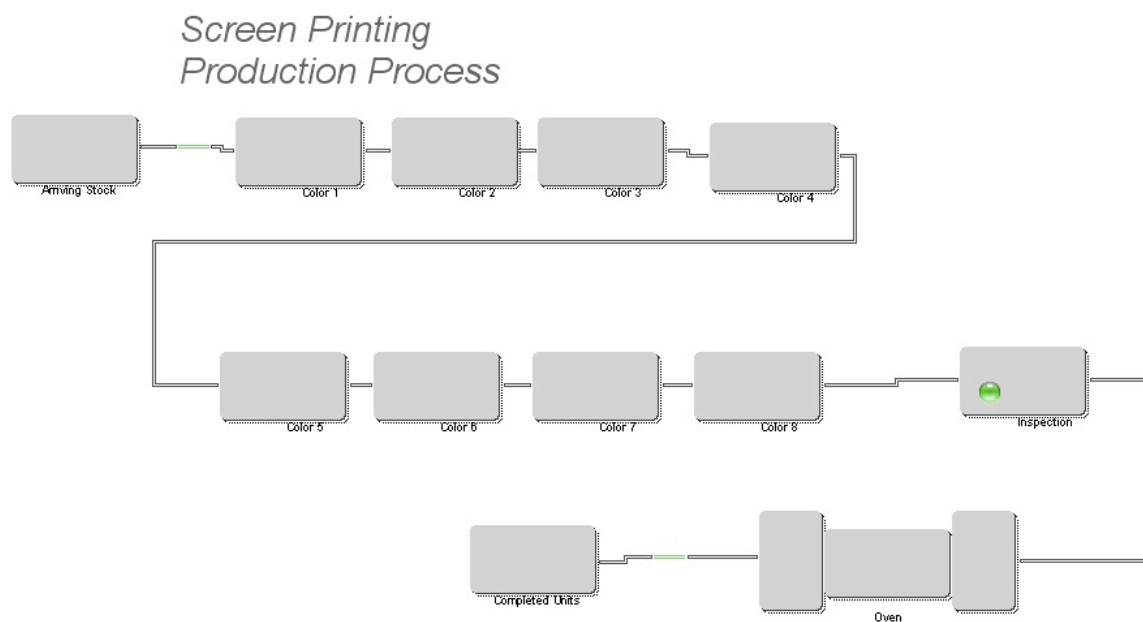 Screen Printing
Production Process
Arriving Stock
Color 1
Color 2
Color 3
Color 4
Color 5
Color 6
Color 7
Color 8
Inspection
Completed Units
Oven